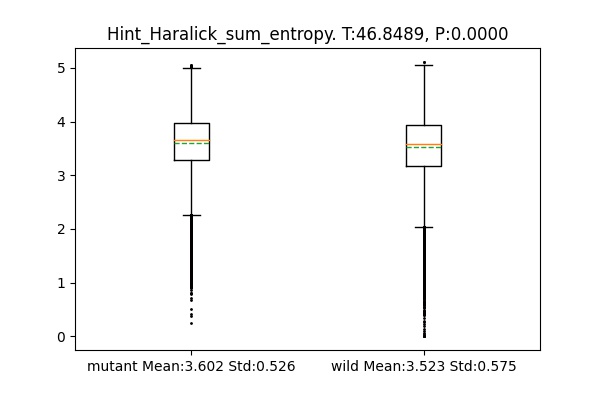 Hint_Haralick_sum_entropy. T:46.8489, P:0.0000
5
4
3
2
1
0
mutant Mean:3.602 Std:0.526
wild Mean:3.523 Std:0.575